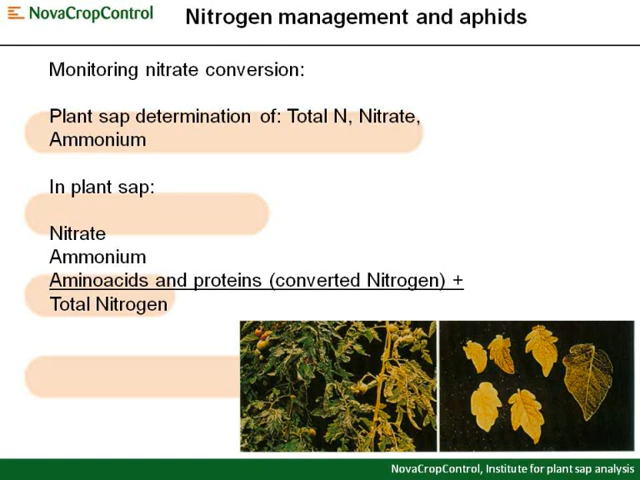 NovaCropControl
Nitrogen management and aphids
Monitoring nitrate conversion:
Plant sap determination of: Total N, Nitrate,
Ammonium
In plant sap:
Nitrate
Ammonium
Aminoacids and proteins (converted Nitrogen) +
Total Nitrogen
NovaCropControl, Institute for plant sap analysis